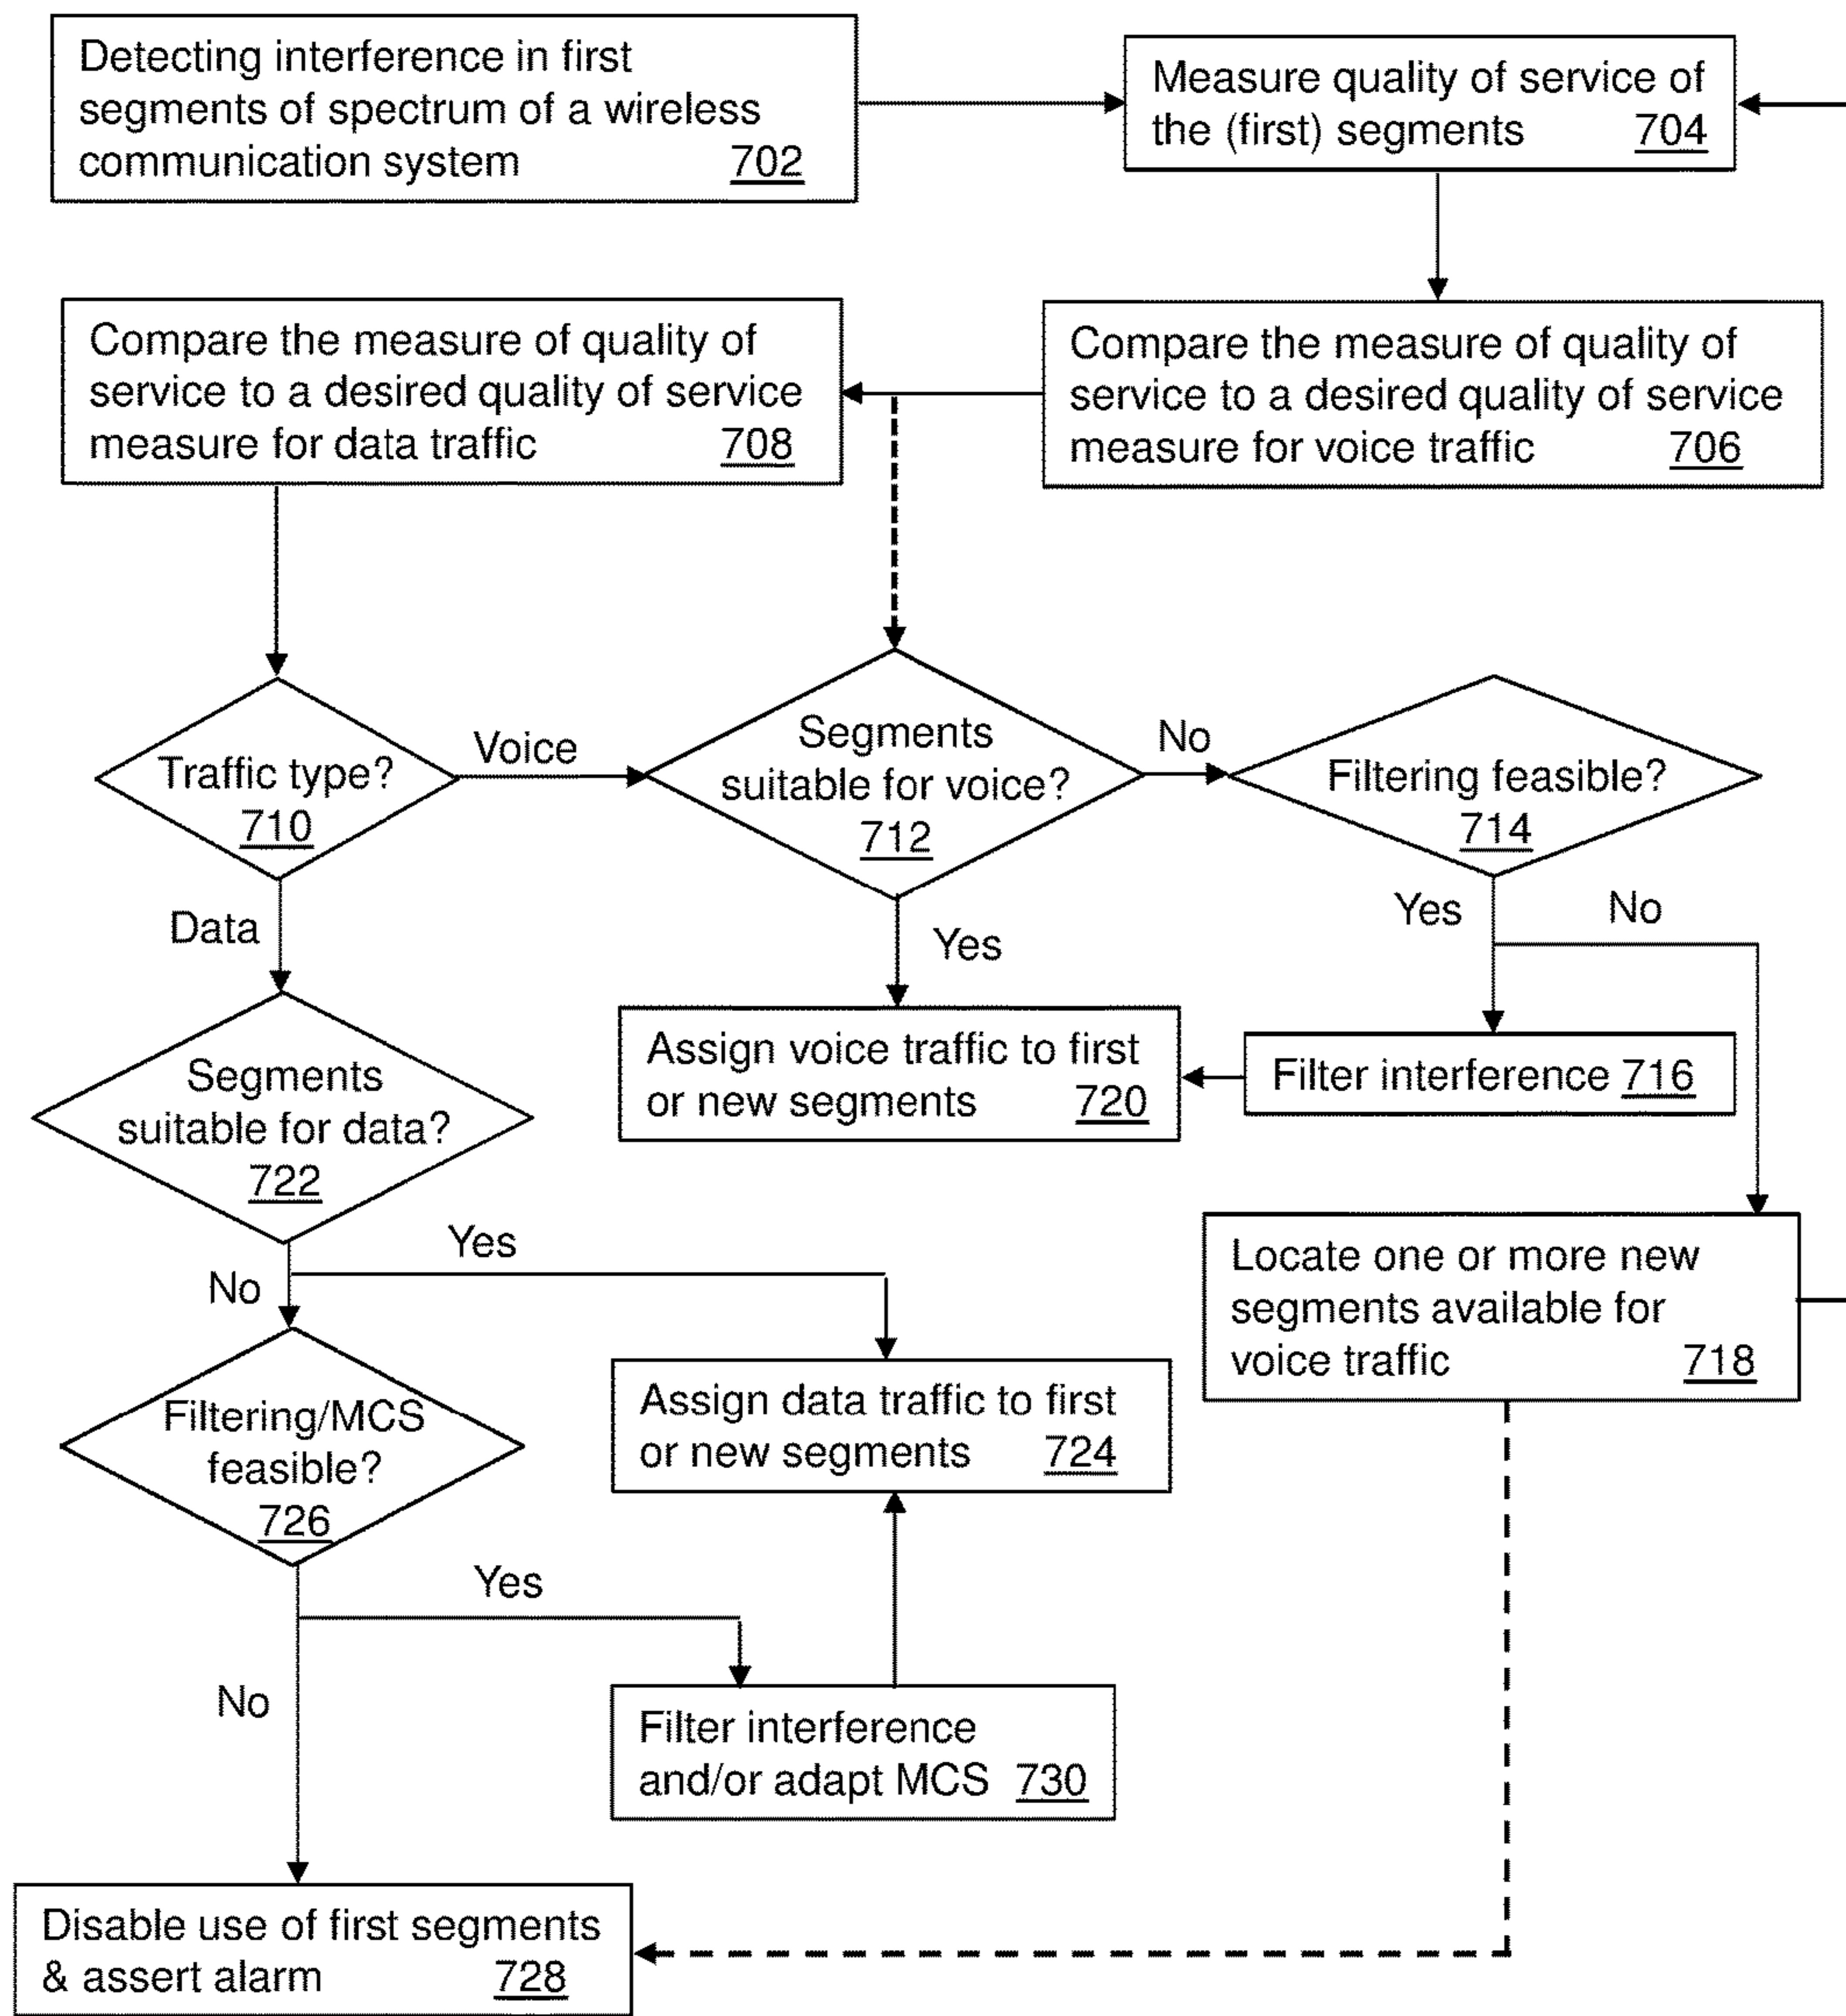 Detecting interference in first
segments of spectrum of a wireless
communication system 702
Measure quality of service of
the (first) segments 704
Compare the measure of quality of
service to a desired quality of service
measure for data traffic 708
Compare the measure of quality of
service to a desired quality of service
measure for voice traffic 706
Traffic type?
710
Voice
Segments
suitable for voice?
712
No
Filtering feasible?
714
Data
Yes
Yes
No
Segments
suitable for data?
722
Assign voice traffic to first
or new segments 720
Filter interference 716
Yes
No
Locate one or more new
segments available for
voice traffic 718
Filtering/MCS
feasible?
726
Assign data traffic to first
or new segments 724
Yes
No
Filter interference
and/or adapt MCS 730
Disable use of first segments
& assert alarm 728